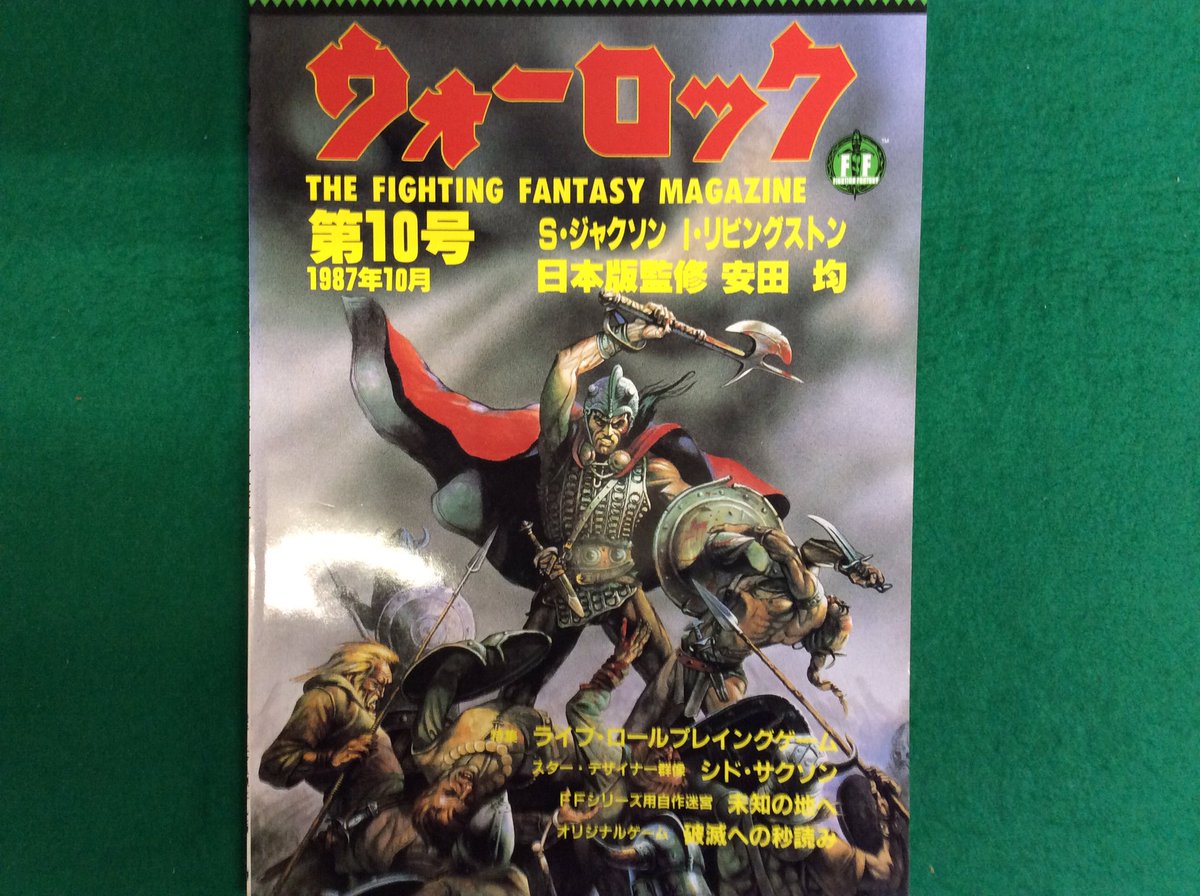 ウォーロック
F F
FIGHTING FANTASY
TM
THE FIGHTING FANTASY MAGAZINE
第10号
1987年10月
S・ジャクソン I・リビングストン
日本版監修 安田 均
特集 ライブ・ロールプレイングゲーム
スター・デザイナー群像 シド・サクソン
FFシリーズ用自作迷宮 未知の地へ
オリジナルゲーム 破滅への秒読み